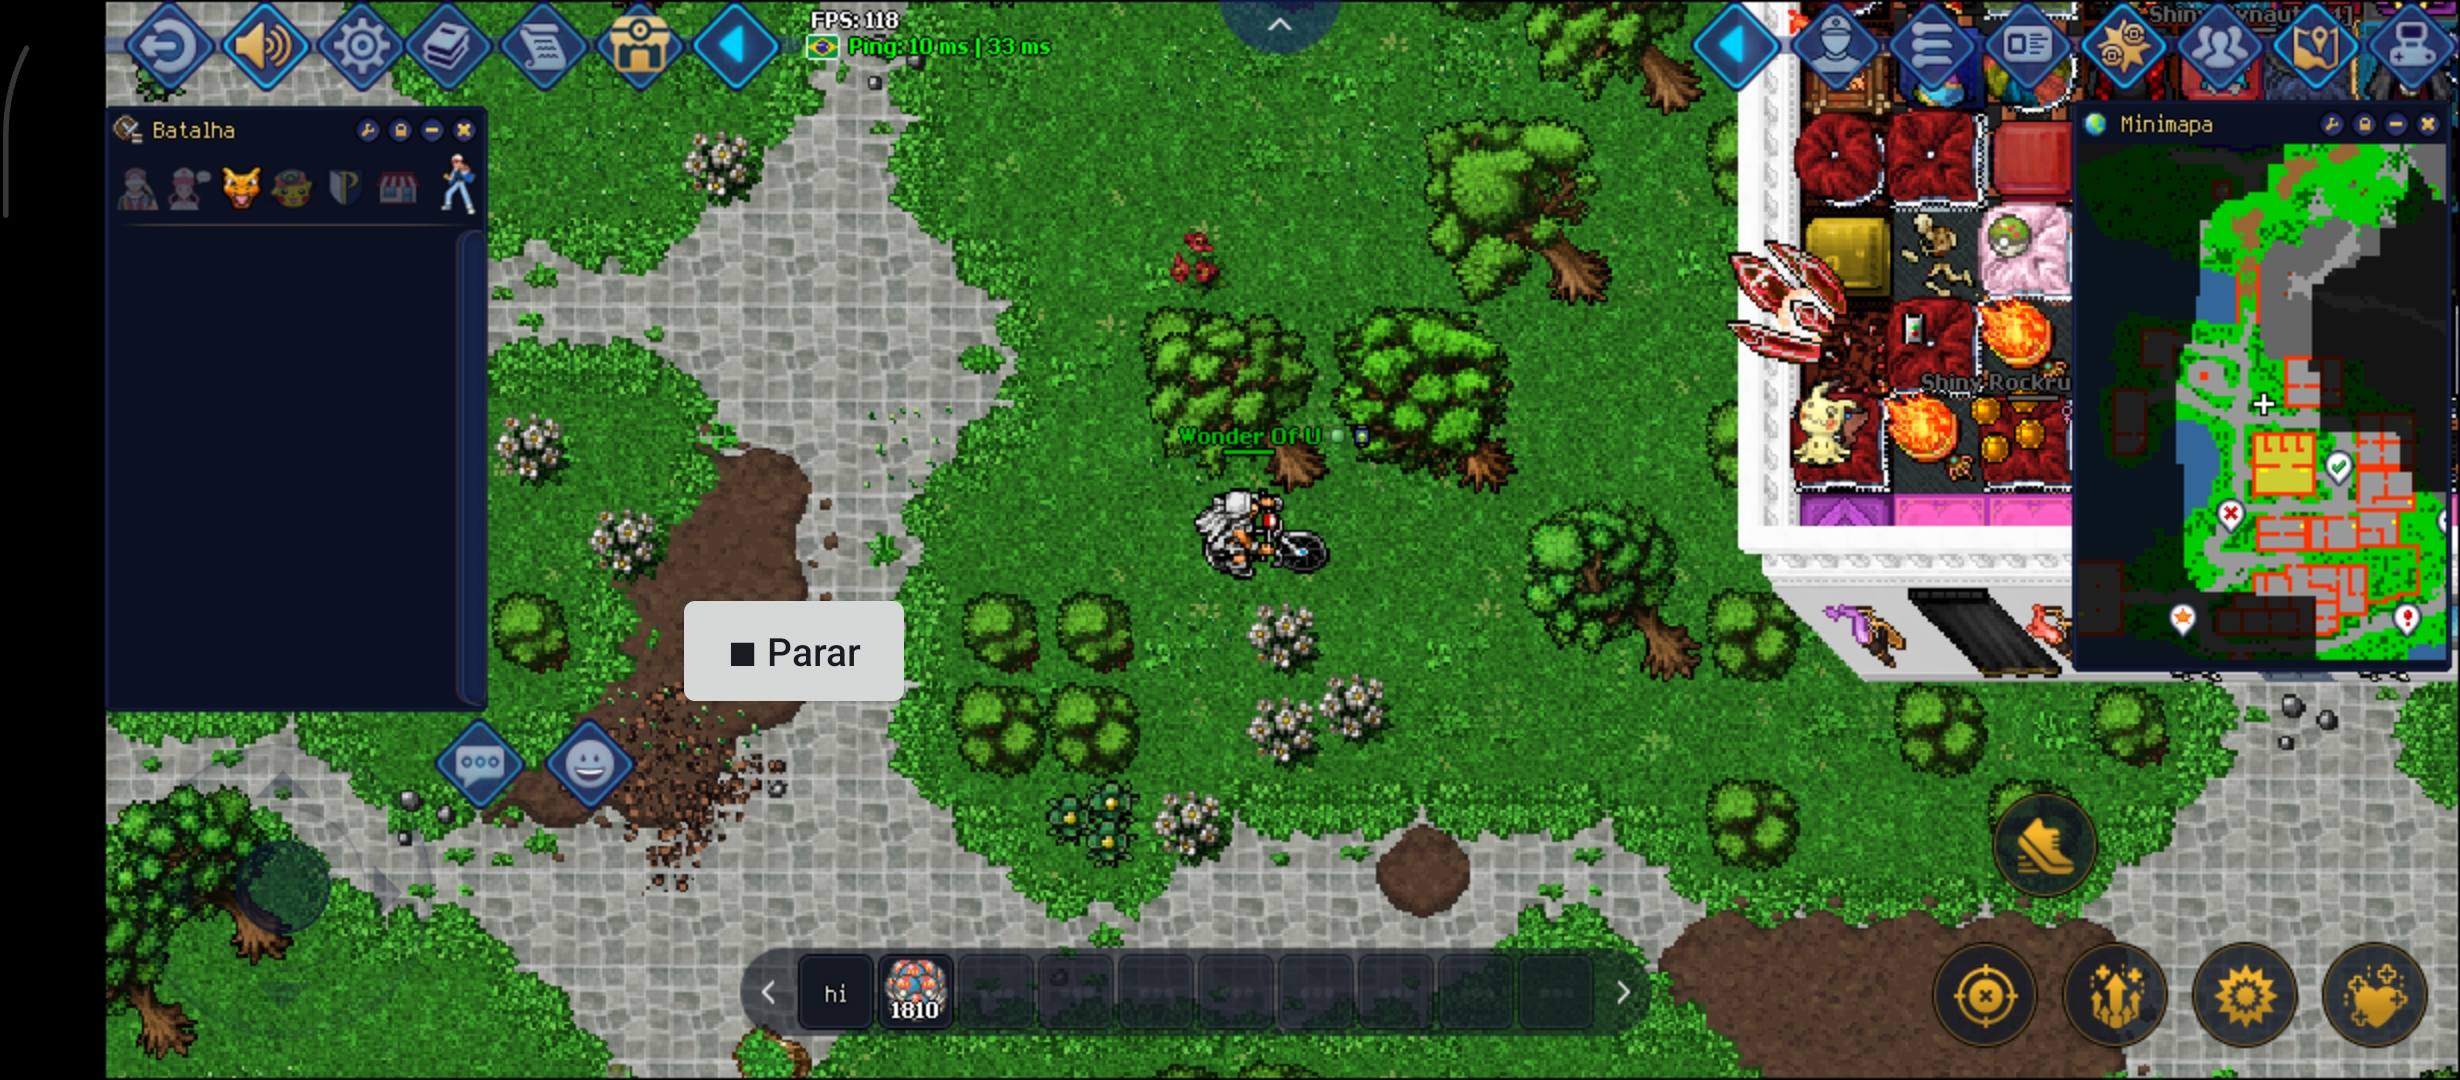 FPS: 118
Ping: 10 ms | 33 ms
Batalha
Minimapa
Shiny Rockru
Wonder Of U
■ Parar
hi
1810